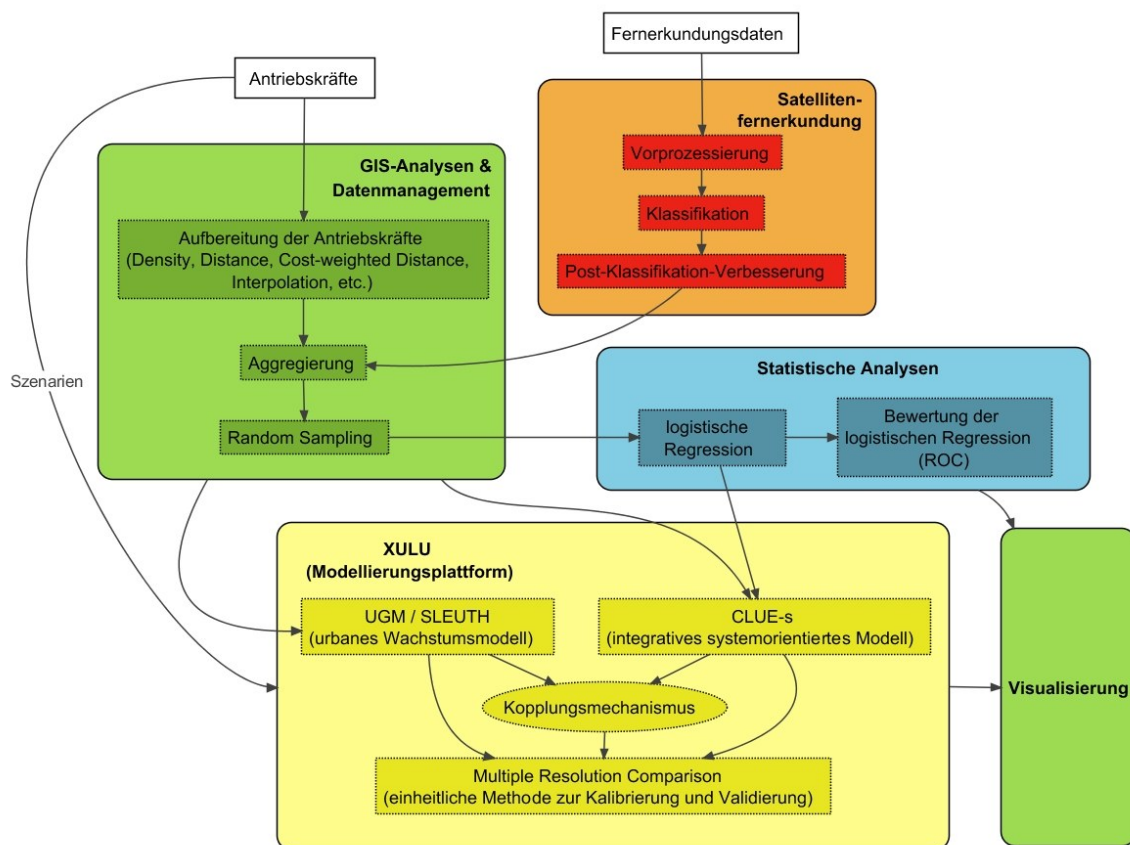 Fernerkundungsdaten
Antriebskräfte
Satelliten-
fernerkundung
Vorprozessierung
Klassifikation
Post-Klassifikation-Verbesserung
GIS-Analysen &
Datenmanagement
Aufbereitung der Antriebskräfte
(Density, Distance, Cost-weighted Distance,
Interpolation, etc.)
Aggregierung
Random Sampling
Szenarien
Statistische Analysen
logistische
Regression
Bewertung der
logistischen Regression
(ROC)
XULU
(Modellierungsplattform)
UGM / SLEUTH
(urbanes Wachstumsmodell)
CLUE-s
(integratives systemorientiertes Modell)
Kopplungsmechanismus
Multiple Resolution Comparison
(einheitliche Methode zur Kalibrierung und Validierung)
Visualisierung